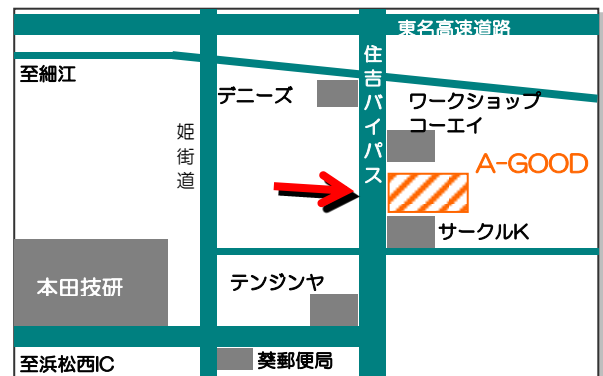 東名高速道路
住吉バイパス
至細江
デニーズ
ワークショップ
コーエイ
姫街道
A-GOOD
サークルK
本田技研
テンジンヤ
至浜松西IC
葵郵便局